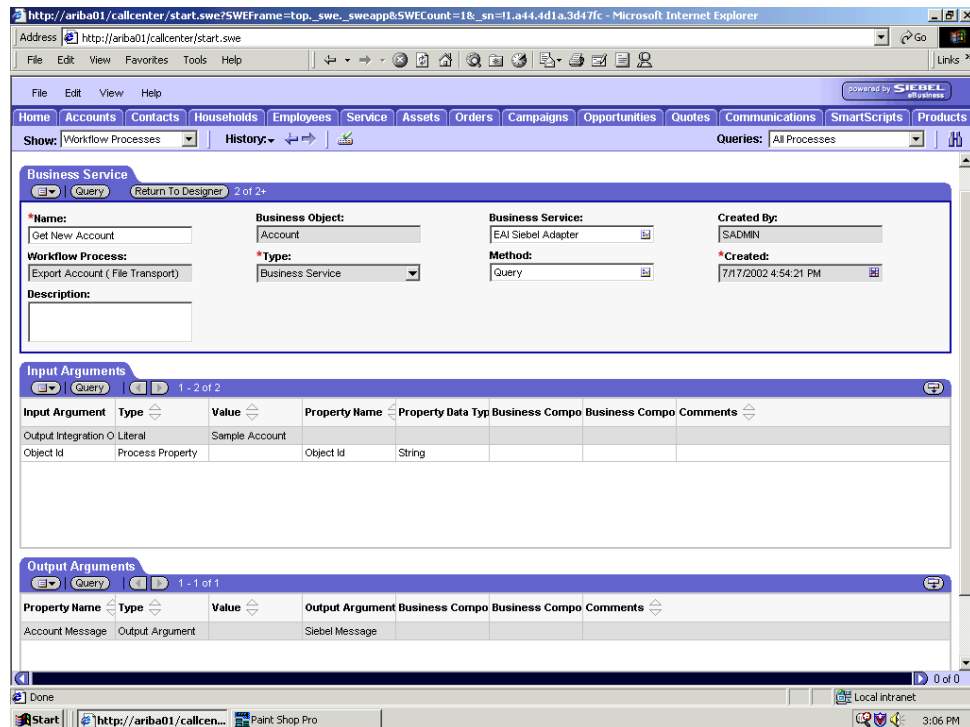 http://ariba01/callcenter/start.swe?SWEFrame=top._swe._sweapp&SWECount=1&_sn=!1.a44.4d1a.3d47fc - Microsoft Internet Explorer
Address http://ariba01/callcenter/start.swe Go
File Edit View Favorites Tools Help Links »
File Edit View Help powered by SIEBEL eBusiness
Home Accounts Contacts Households Employees Service Assets Orders Campaigns Opportunities Quotes Communications SmartScripts Products
Show: Workflow Processes History: Queries: All Processes
Business Service
Query Return To Designer 2 of 2+
*Name: Business Object: Business Service: Created By:
Get New Account Account EAI Siebel Adapter SADMIN
Workflow Process: *Type: Method: *Created:
Export Account ( File Transport) Business Service Query 7/17/2002 4:54:21 PM
Description:
Input Arguments
Query 1 - 2 of 2
Input Argument Type Value Property Name Property Data Typ Business Compo Business Compo Comments
Output Integration O Literal Sample Account
Object Id Process Property Object Id String
Output Arguments
Query 1 - 1 of 1
Property Name Type Value Output Argument Business Compo Business Compo Comments
Account Message Output Argument Siebel Message
0 of 0
Done Local intranet
Start http://ariba01/callcen... Paint Shop Pro 3:06 PM